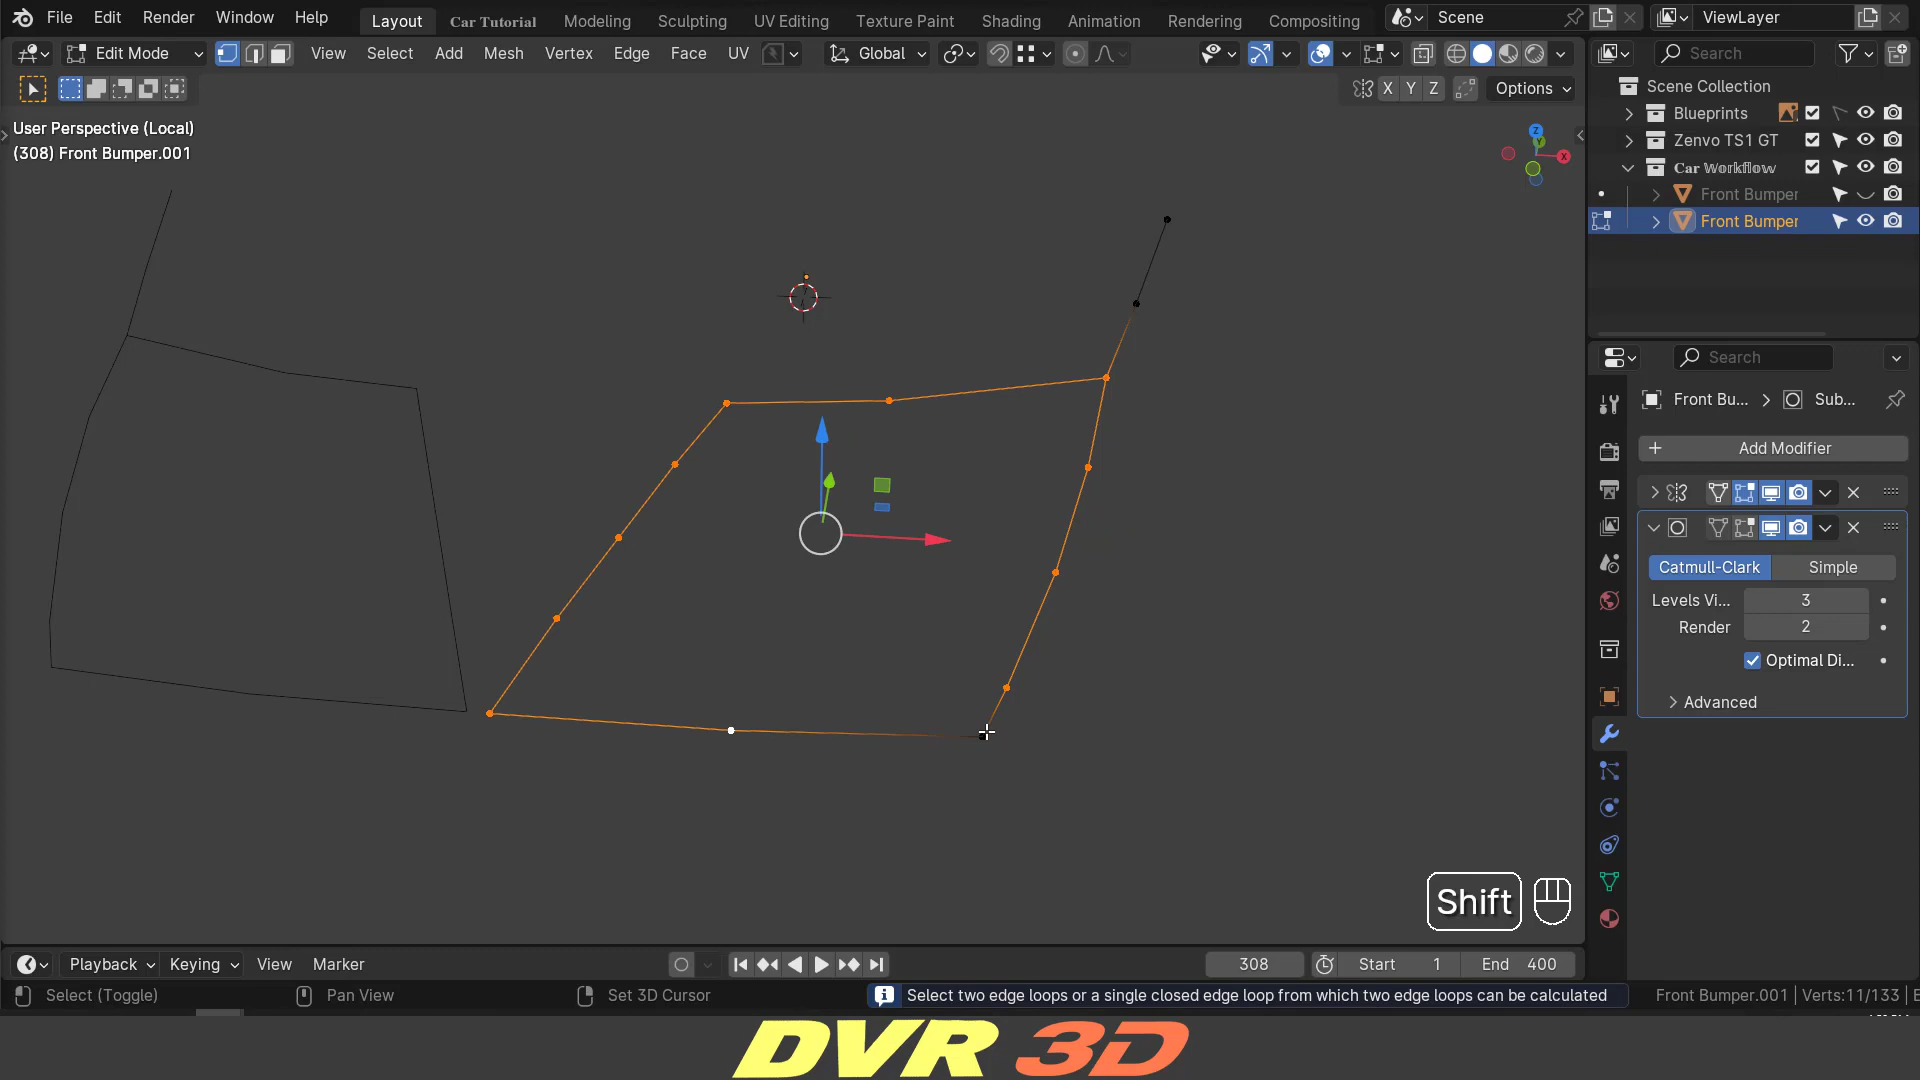 File Edit Render Window Help Layout Car Tutorial Modeling Sculpting UV Editing Texture Paint Shading Animation Rendering Compositing Scene ViewLayer
Edit Mode View Select Add Mesh Vertex Edge Face UV Global Search
X Y Z Options
User Perspective (Local)
(308) Front Bumper.001
Scene Collection
Blueprints
Zenvo TS1 GT
Car Workflow
Front Bumper
Front Bumper
Search
Front Bu... Sub...
Add Modifier
Catmull-Clark Simple
Levels Vi... 3
Render 2
Optimal Di...
Advanced
Shift
Playback Keying View Marker 308 Start 1 End 400
Select (Toggle) Pan View Set 3D Cursor Select two edge loops or a single closed edge loop from which two edge loops can be calculated Front Bumper.001 | Verts:11/133 |
DVR 3D